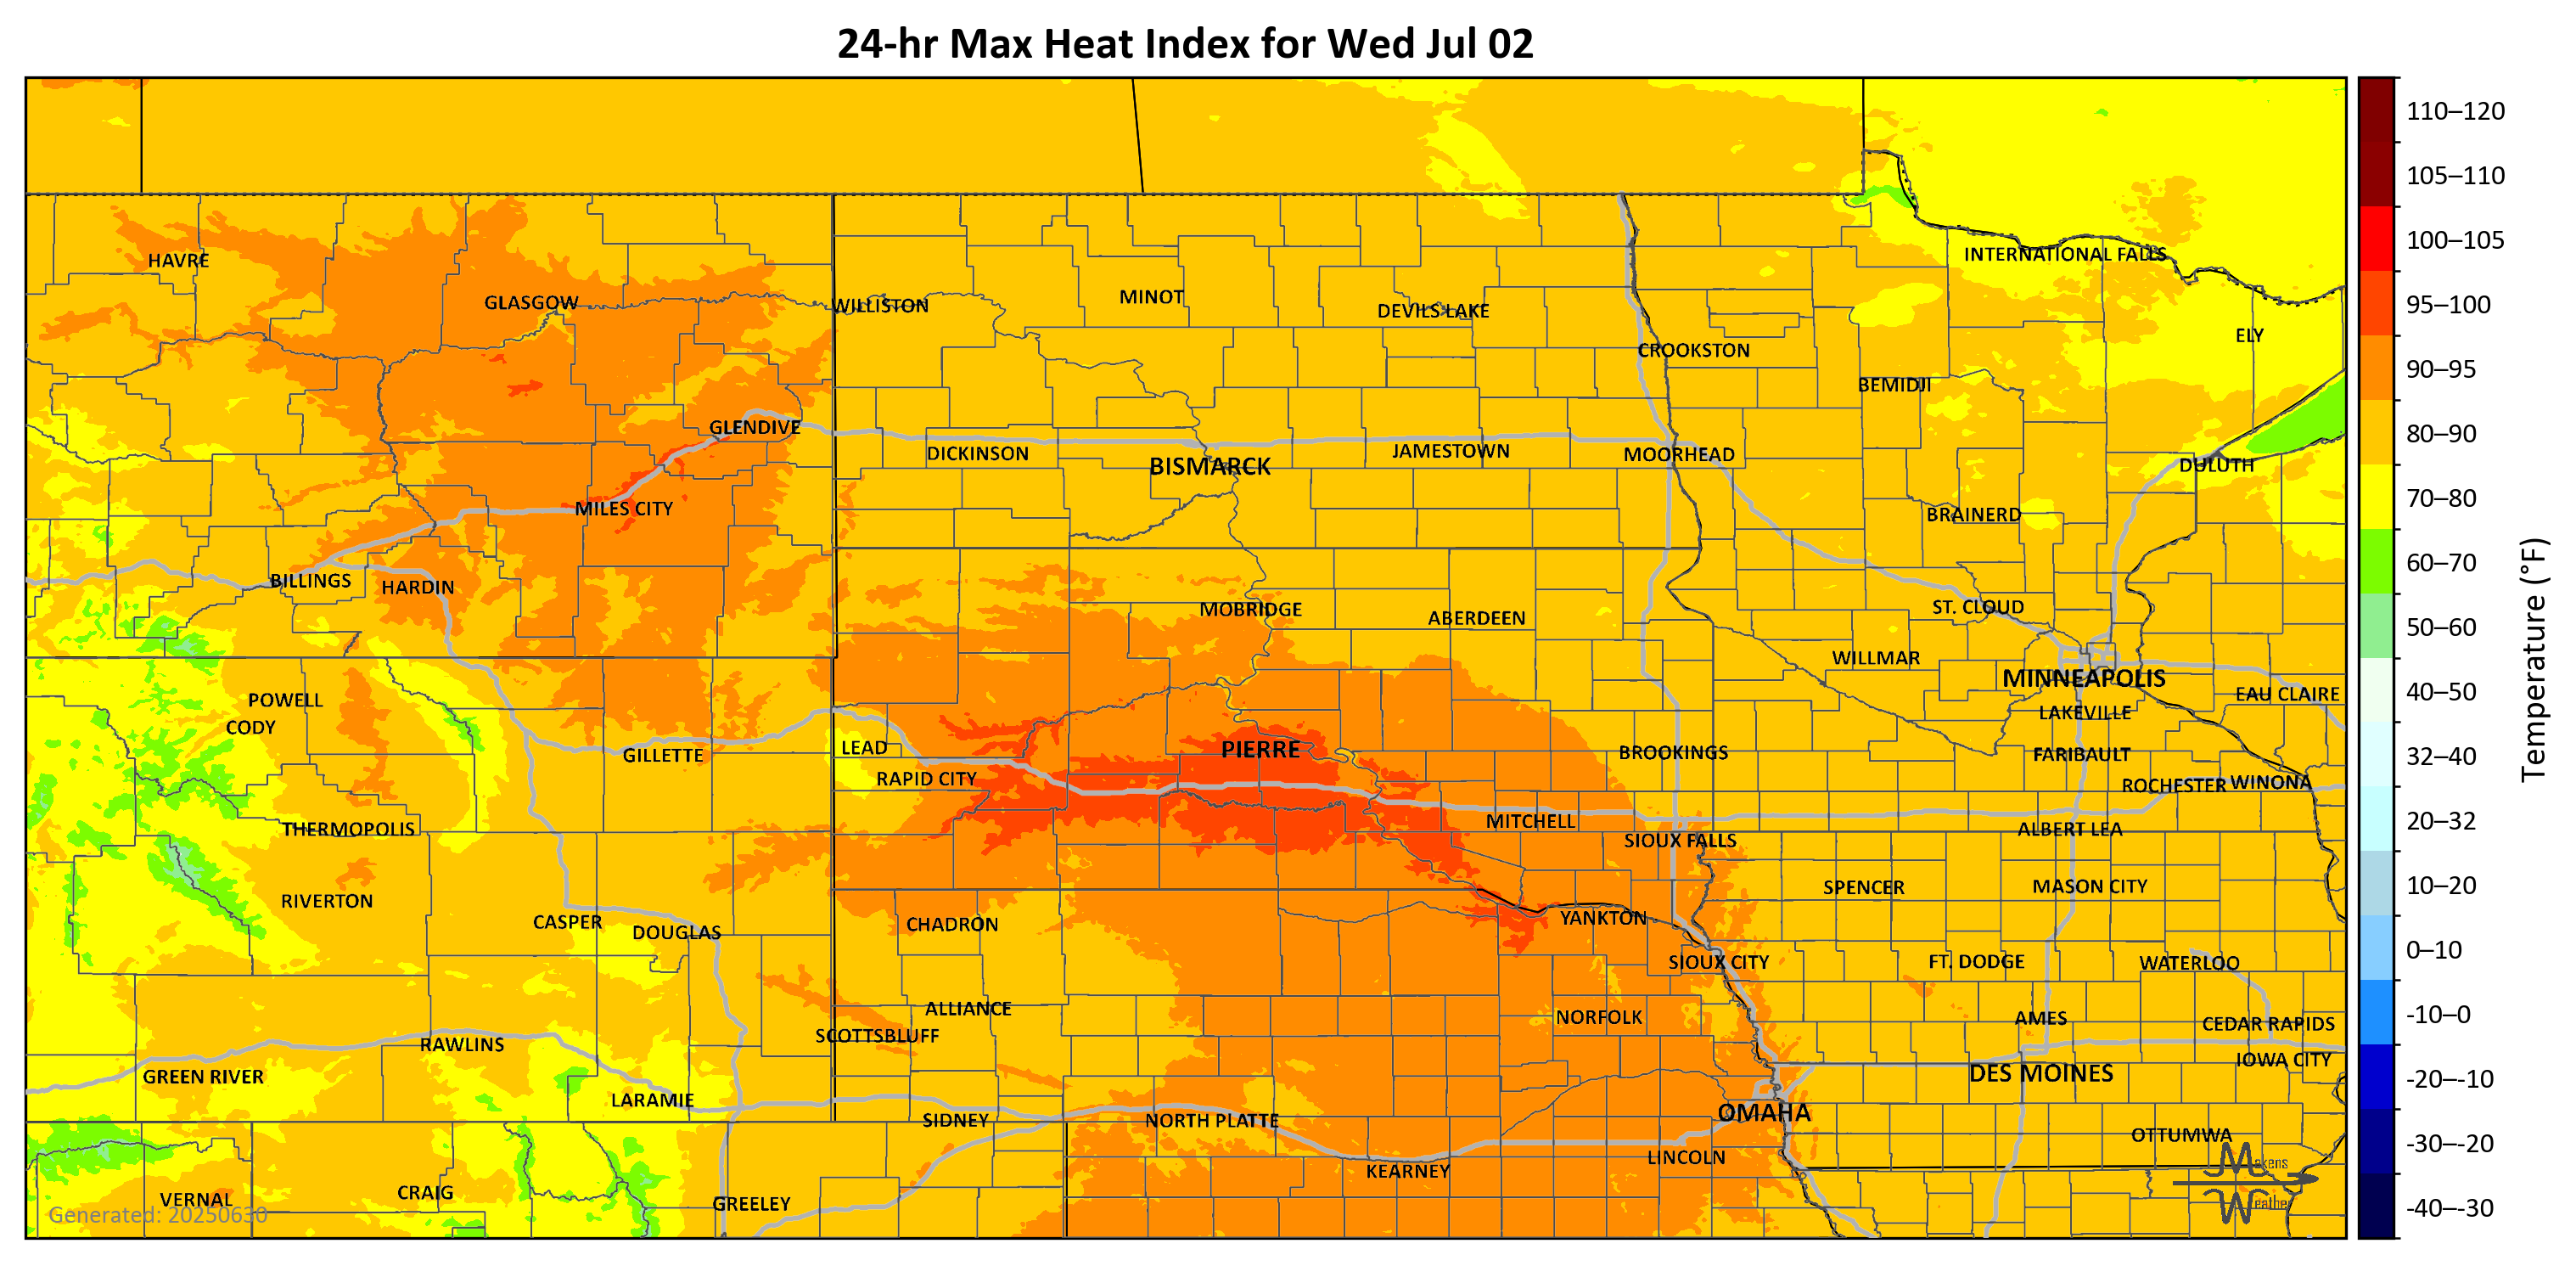 24-hr Max Heat Index for Wed Jul 02
110–120
105–110
100–105
95–100
90–95
80–90
70–80
60–70
50–60
40–50
32–40
20–32
10–20
0–10
-10–0
-20–-10
-30–-20
-40–-30
Temperature (°F)
HAVRE
GLASGOW
WILLISTON
MINOT
DEVILS LAKE
INTERNATIONAL FALLS
ELY
CROOKSTON
BEMIDJI
GLENDIVE
DICKINSON
BISMARCK
JAMESTOWN
MOORHEAD
DULUTH
MILES CITY
BRAINERD
BILLINGS
HARDIN
MOBRIDGE
ABERDEEN
ST. CLOUD
WILLMAR
MINNEAPOLIS
EAU CLAIRE
POWELL
CODY
LAKEVILLE
GILLETTE
LEAD
PIERRE
BROOKINGS
FARIBAULT
RAPID CITY
ROCHESTER
WINONA
THERMOPOLIS
MITCHELL
SIOUX FALLS
ALBERT LEA
RIVERTON
SPENCER
MASON CITY
CASPER
DOUGLAS
CHADRON
YANKTON
SIOUX CITY
FT. DODGE
WATERLOO
ALLIANCE
NORFOLK
AMES
CEDAR RAPIDS
SCOTTSBLUFF
RAWLINS
IOWA CITY
GREEN RIVER
DES MOINES
LARAMIE
OMAHA
SIDNEY
NORTH PLATTE
OTTUMWA
LINCOLN
KEARNEY
VERNAL
CRAIG
GREELEY
Generated: 20250630
Makens
Weather